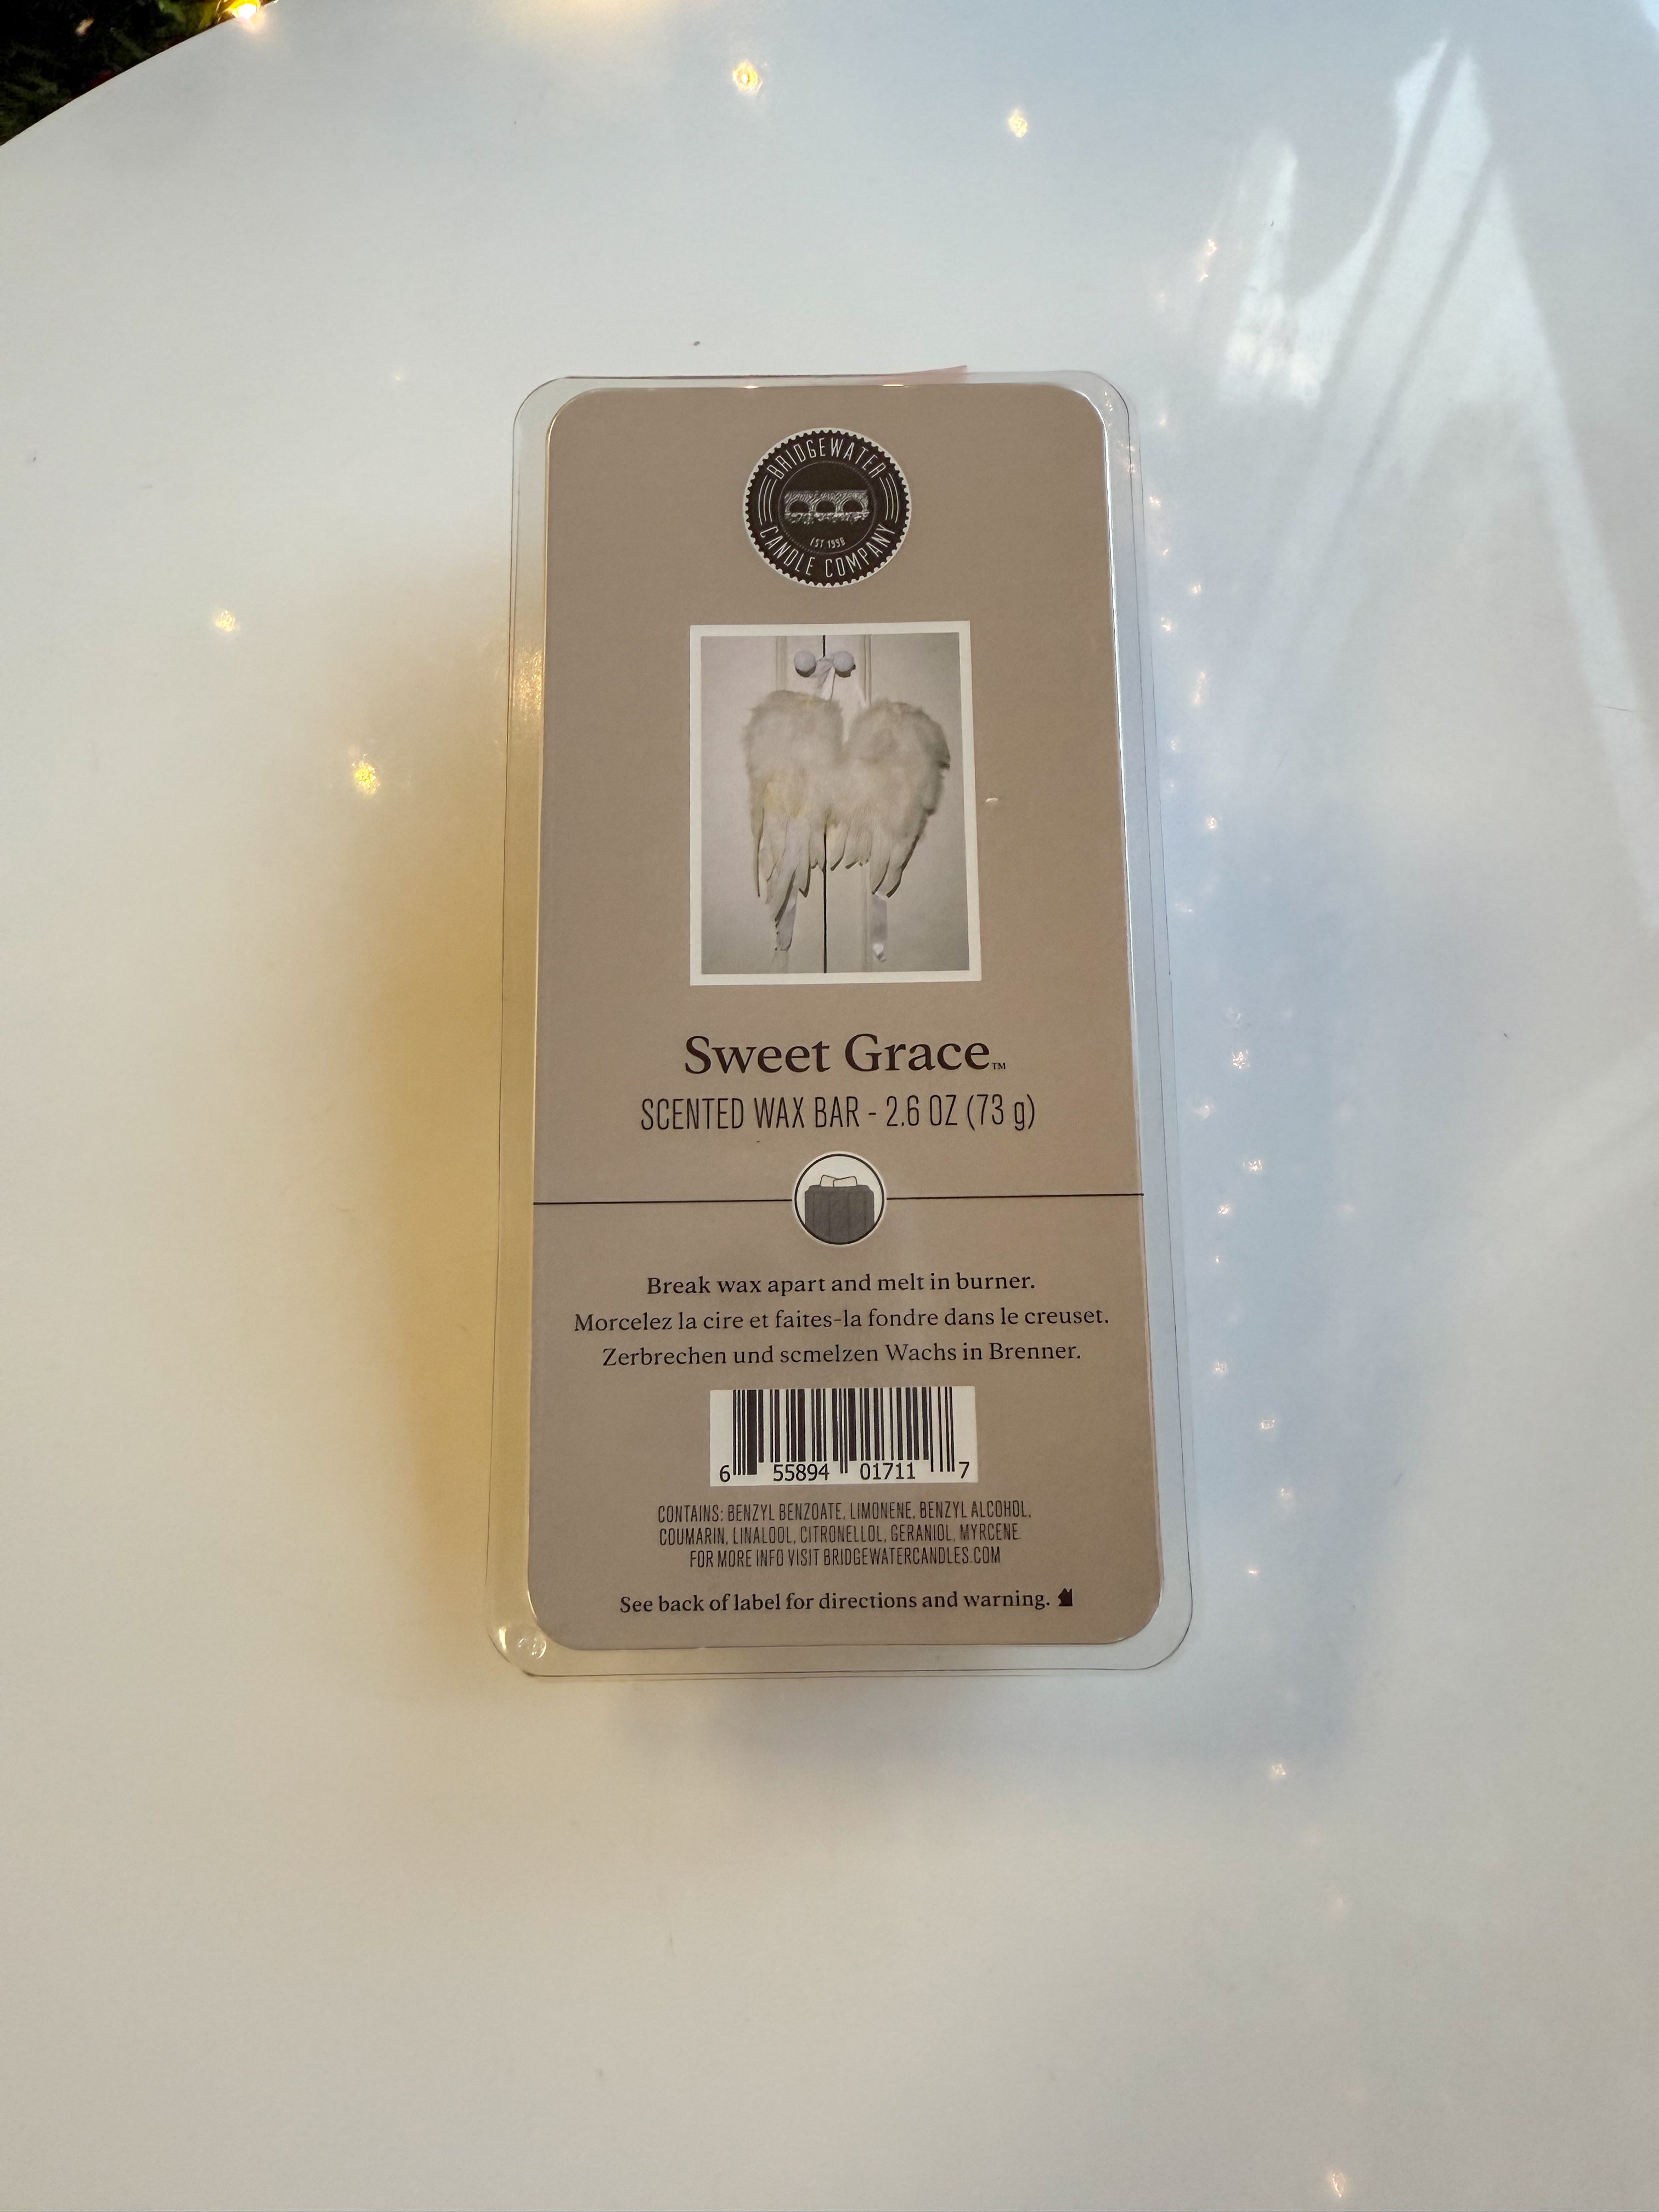 BRIDGEWATER
EST 1998
CANDLE COMPANY
Sweet Grace™
SCENTED WAX BAR - 2.6 OZ (73 g)
Break wax apart and melt in burner.
Morcelez la cire et faites-la fondre dans le creuset.
Zerbrechen und scmelzen Wachs in Brenner.
6 55894 01711 7
CONTAINS: BENZYL BENZOATE, LIMONENE, BENZYL ALCOHOL,
COUMARIN, LINALOOL, CITRONELLOL, GERANIOL, MYRCENE
FOR MORE INFO VISIT BRIDGEWATERCANDLES.COM
See back of label for directions and warning.